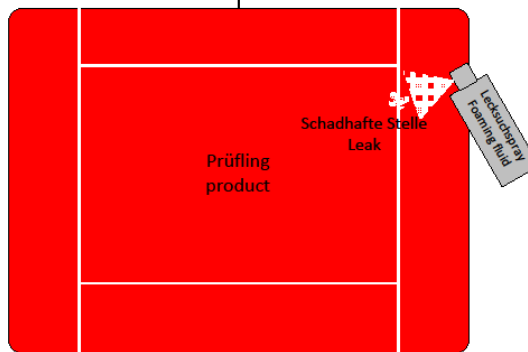 Lecksuchspray
Foaming fluid
Schadhafte Stelle
Leak
Prüfling
product